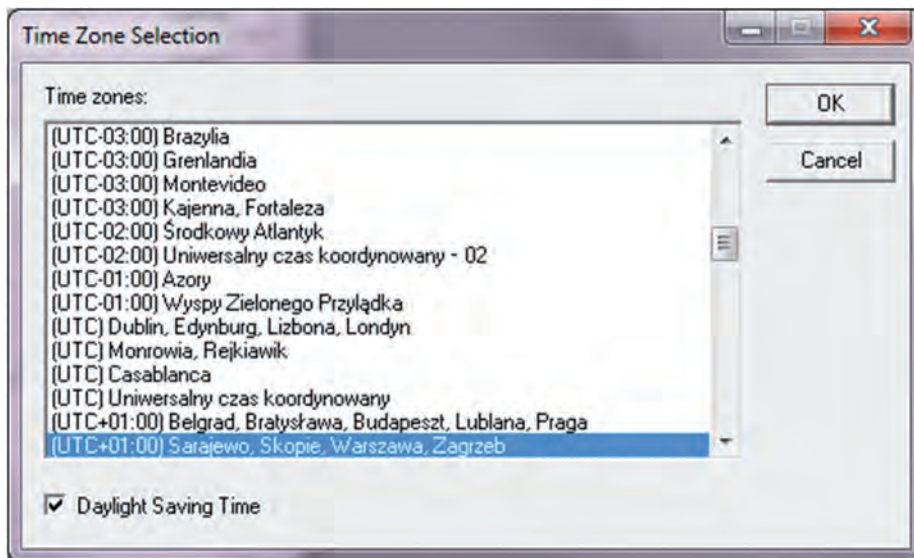 Time Zone Selection
Time zones:
OK
Cancel
(UTC-03:00) Brazylia
(UTC-03:00) Grenlandia
(UTC-03:00) Montevideo
(UTC-03:00) Kajenna, Fortaleza
(UTC-02:00) Środkowy Atlantyk
(UTC-02:00) Uniwersalny czas koordynowany - 02
(UTC-01:00) Azory
(UTC-01:00) Wyspy Zielonego Przylądka
(UTC) Dublin, Edynburg, Lizbona, Londyn
(UTC) Monrowia, Rejkiawik
(UTC) Casablanca
(UTC) Uniwersalny czas koordynowany
(UTC+01:00) Belgrad, Bratysława, Budapeszt, Lublana, Praga
(UTC+01:00) Sarajewo, Skopie, Warszawa, Zagrzeb
Daylight Saving Time